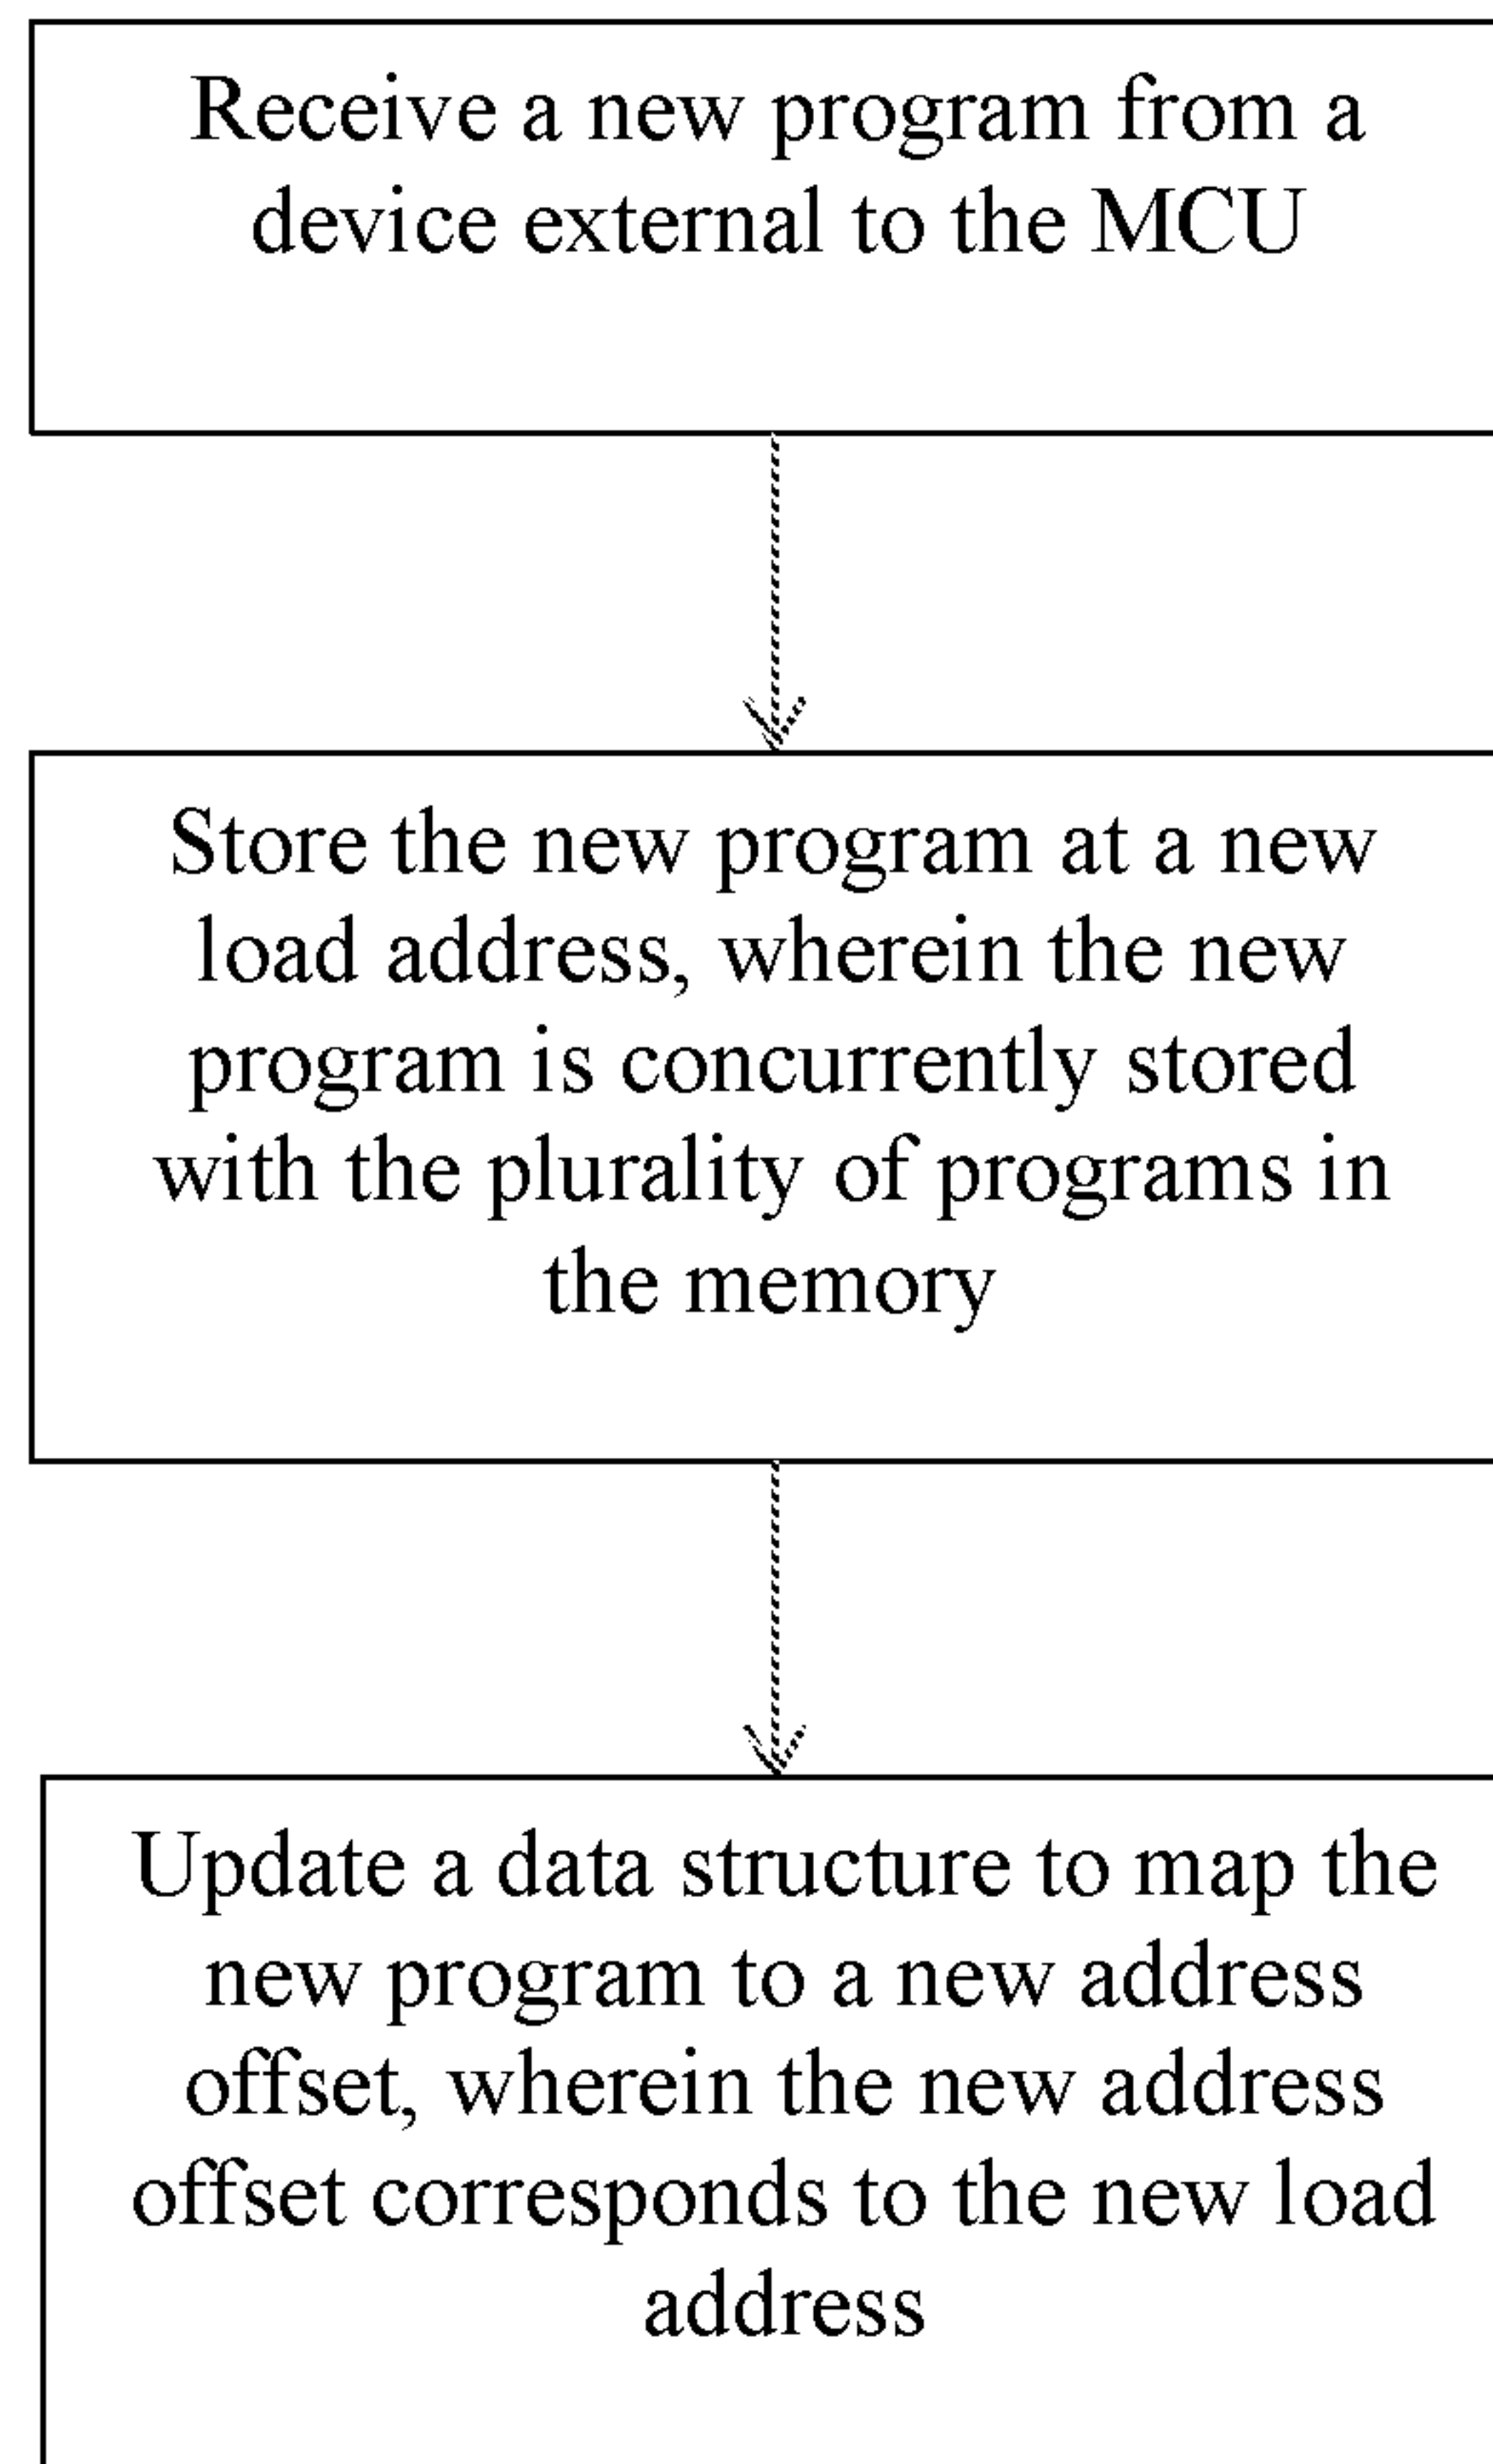 Receive a new program from a
device external to the MCU
Store the new program at a new
load address, wherein the new
program is concurrently stored
with the plurality of programs in
the memory
Update a data structure to map the
new program to a new address
offset, wherein the new address
offset corresponds to the new load
address